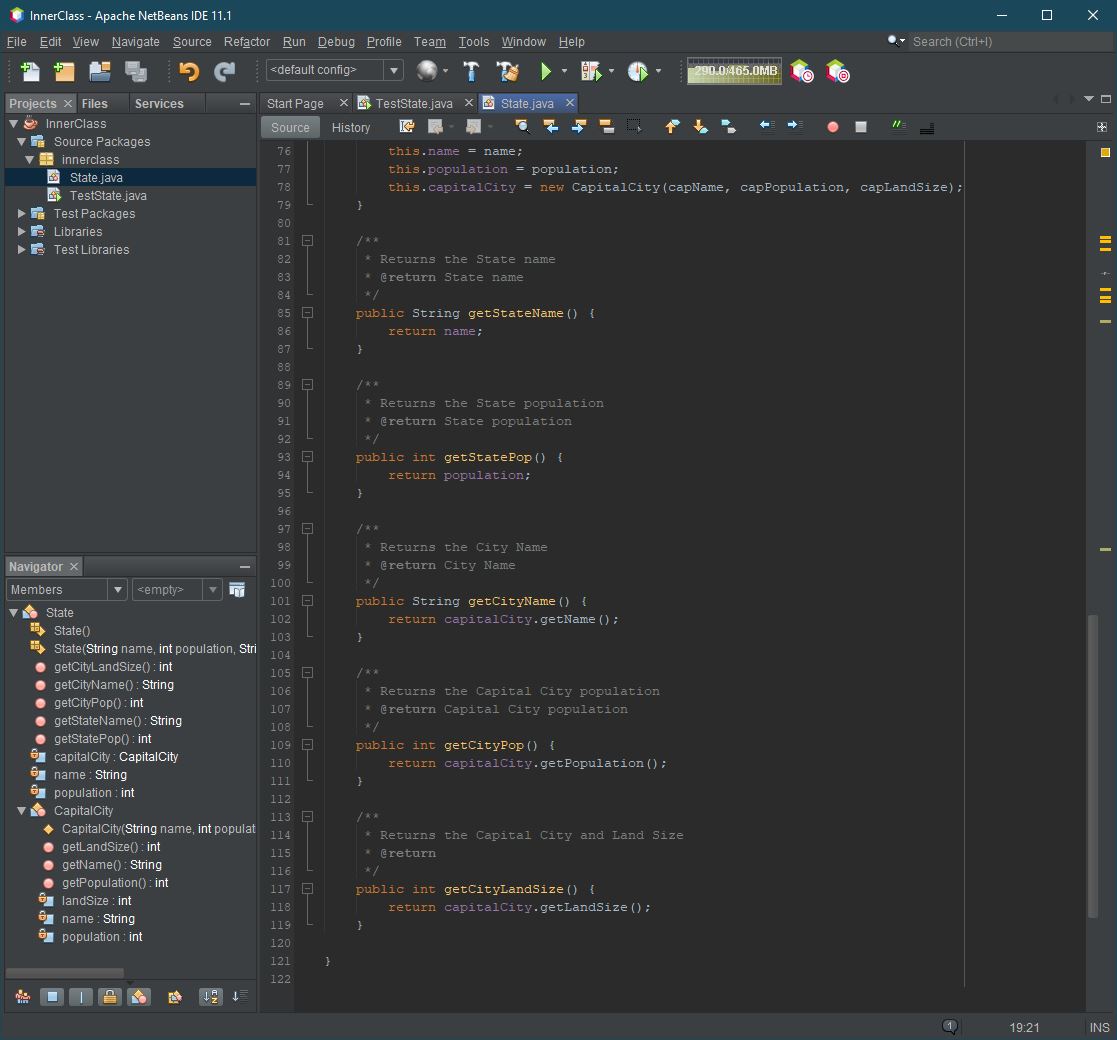 InnerClass - Apache NetBeans IDE 11.1
File Edit View Navigate Source Refactor Run Debug Profile Team Tools Window Help
Search (Ctrl+I)
<default config>
290.0/465.0MB
Projects Files Services
InnerClass
Source Packages
innerclass
State.java
TestState.java
Test Packages
Libraries
Test Libraries
Navigator
Members <empty>
State
State()
State(String name, int population, Stri
getCityLandSize() : int
getCityName() : String
getCityPop() : int
getStateName() : String
getStatePop() : int
capitalCity : CapitalCity
name : String
population : int
CapitalCity
CapitalCity(String name, int populat
getLandSize() : int
getName() : String
getPopulation() : int
landSize : int
name : String
population : int
Start Page TestState.java State.java
Source History
76 this.name = name;
77 this.population = population;
78 this.capitalCity = new CapitalCity(capName, capPopulation, capLandSize);
79 }
80
81 /**
82 * Returns the State name
83 * @return State name
84 */
85 public String getStateName() {
86 return name;
87 }
88
89 /**
90 * Returns the State population
91 * @return State population
92 */
93 public int getStatePop() {
94 return population;
95 }
96
97 /**
98 * Returns the City Name
99 * @return City Name
100 */
101 public String getCityName() {
102 return capitalCity.getName();
103 }
104
105 /**
106 * Returns the Capital City population
107 * @return Capital City population
108 */
109 public int getCityPop() {
110 return capitalCity.getPopulation();
111 }
112
113 /**
114 * Returns the Capital City and Land Size
115 * @return
116 */
117 public int getCityLandSize() {
118 return capitalCity.getLandSize();
119 }
120
121 }
122
1 19:21 INS